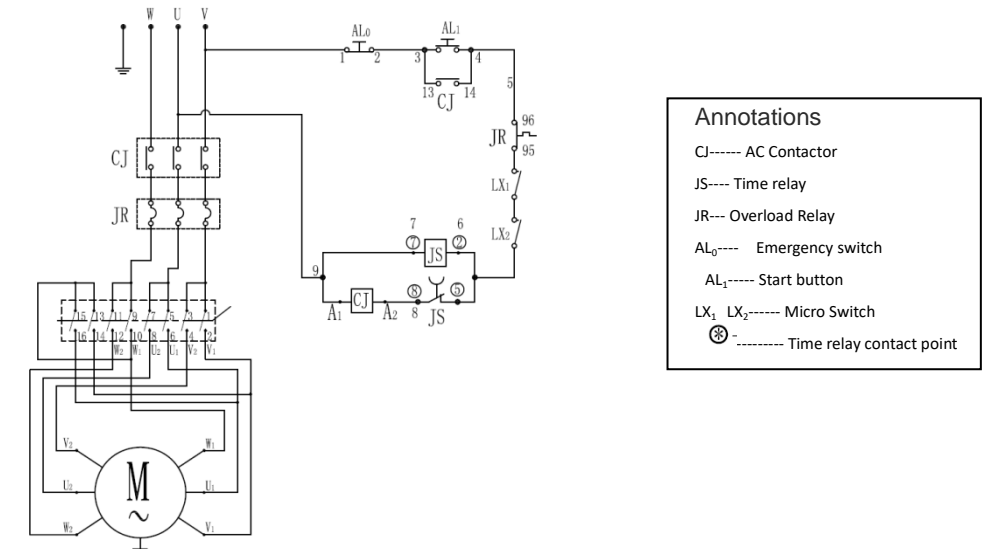 W U V
AL₀ AL₁
1 2 3 4
13 14
CJ
5
96
JR
95
CJ
LX₁
JR
LX₂
7 6
⑦ ②
JS
9
⑧ ⑤
CJ
A₁ A₂ 8 JS
15 13 11 9 7 5 3 1
16 14 12 10 8 6 4 2
W₂ W₁ U₂ U₁ V₂ V₁
V₂ W₁
M
U₂ U₁
~
W₂ V₁
Annotations
CJ------ AC Contactor
JS---- Time relay
JR--- Overload Relay
AL₀---- Emergency switch
AL₁----- Start button
LX₁ LX₂------ Micro Switch
⊛ ---------- Time relay contact point